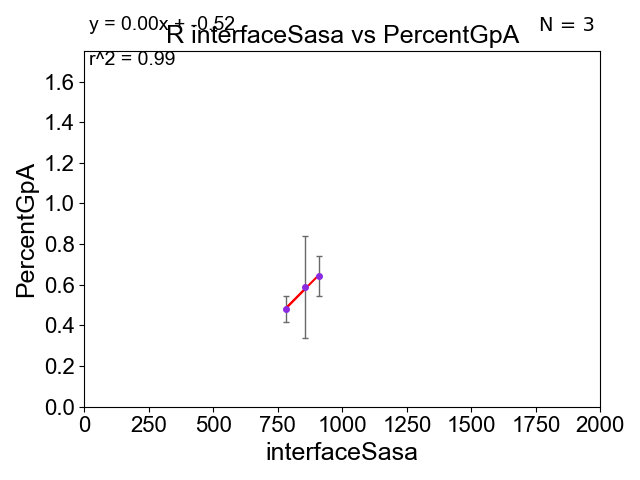 y = 0.00x + -0.52
R interfaceSasa vs PercentGpA
N = 3
r^2 = 0.99
1.6
1.4
1.2
1.0
0.8
0.6
0.4
0.2
0.0
PercentGpA
0 250 500 750 1000 1250 1500 1750 2000
interfaceSasa